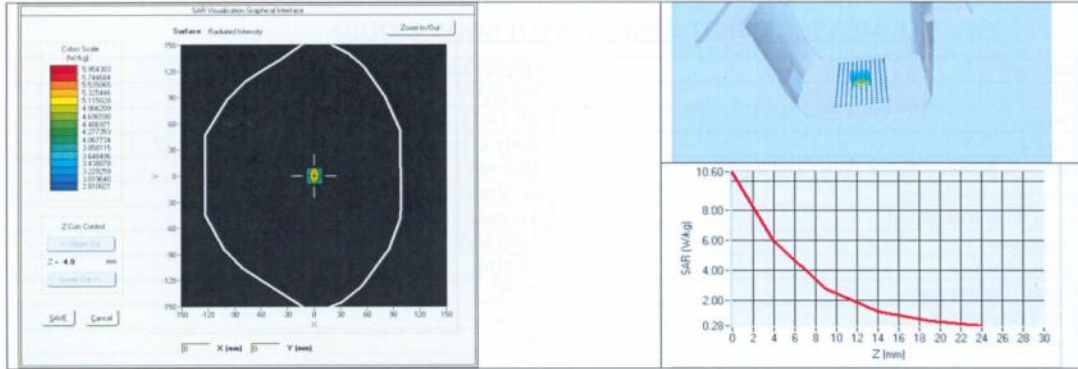 SAR Visualisation Graphical Interface
Surface Radiated Intensity
Zoom In/Out
Colors Scale
(W/kg)
5.954303
5.744684
5.535065
5.325446
5.115828
4.906209
4.696590
4.486971
4.277353
4.067734
3.858115
3.648496
3.438878
3.229259
3.019640
2.810021
150
120
90
60
30
0
-30
-60
-90
-120
-150
Y
-150 -120 -90 -60 -30 0 30 60 90 120 150
X
Z Curs. Control
Z = 4.0 mm
SAVE Cancel
0 X (mm) 0 Y (mm)
10.60
8.00
6.00
4.00
2.00
0.28
SAR (W/kg)
0 2 4 6 8 10 12 14 16 18 20 22 24 26 28 30
Z (mm)